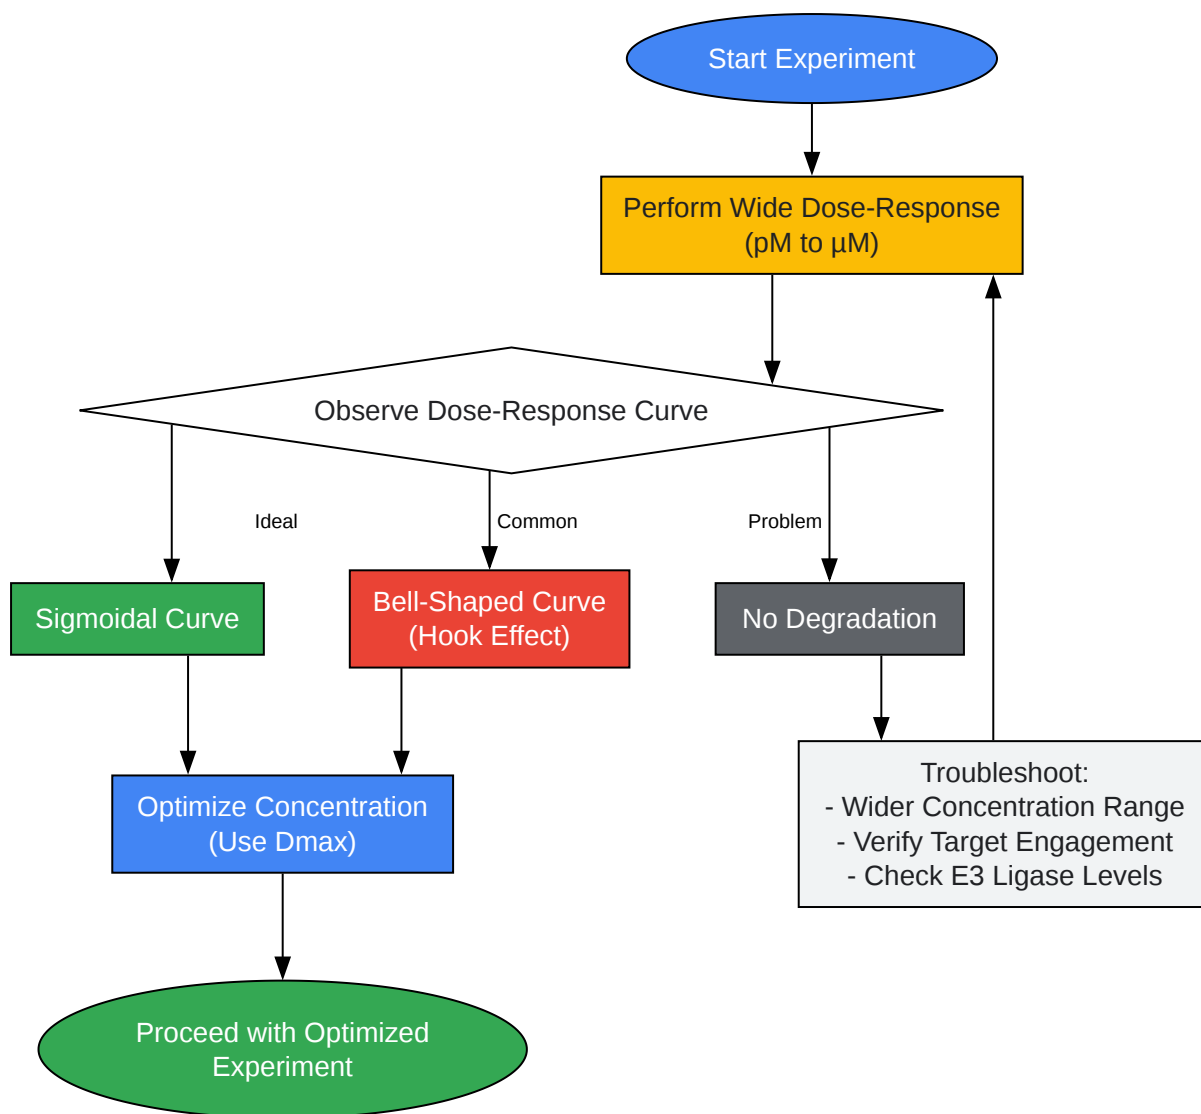 Start Experiment
Perform Wide Dose-Response
(pM to µM)
Observe Dose-Response Curve
Ideal
Common
Problem
Sigmoidal Curve
Bell-Shaped Curve
(Hook Effect)
No Degradation
Optimize Concentration
(Use Dmax)
Troubleshoot:
- Wider Concentration Range
- Verify Target Engagement
- Check E3 Ligase Levels
Proceed with Optimized
Experiment